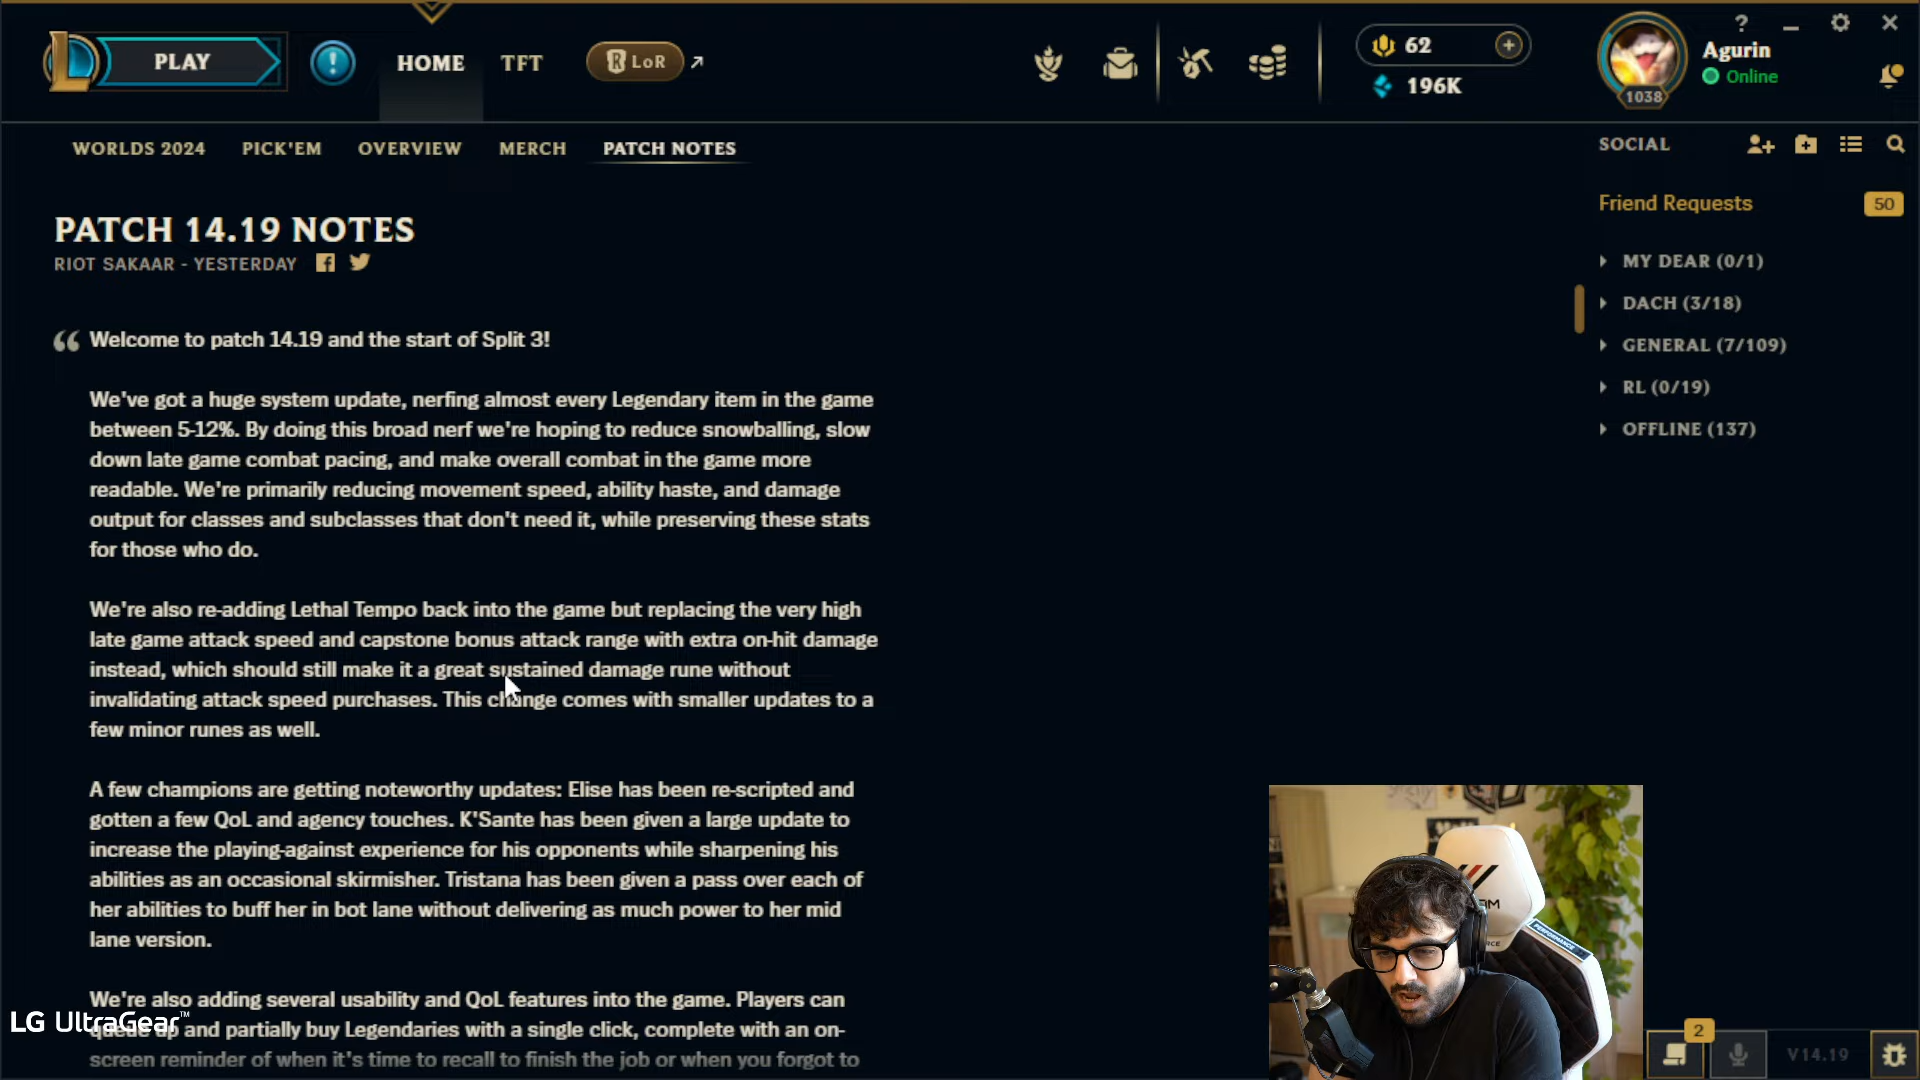 PLAY
HOME
TFT
LoR
62
196K
Agurin
Online
1038
WORLDS 2024
PICK'EM
OVERVIEW
MERCH
PATCH NOTES
SOCIAL
PATCH 14.19 NOTES
RIOT SAKAAR - YESTERDAY
Friend Requests
50
MY DEAR (0/1)
DACH (3/18)
GENERAL (7/109)
RL (0/19)
OFFLINE (137)
Welcome to patch 14.19 and the start of Split 3!
We've got a huge system update, nerfing almost every Legendary item in the game
between 5-12%. By doing this broad nerf we're hoping to reduce snowballing, slow
down late game combat pacing, and make overall combat in the game more
readable. We're primarily reducing movement speed, ability haste, and damage
output for classes and subclasses that don't need it, while preserving these stats
for those who do.
We're also re-adding Lethal Tempo back into the game but replacing the very high
late game attack speed and capstone bonus attack range with extra on-hit damage
instead, which should still make it a great sustained damage rune without
invalidating attack speed purchases. This change comes with smaller updates to a
few minor runes as well.
A few champions are getting noteworthy updates: Elise has been re-scripted and
gotten a few QoL and agency touches. K'Sante has been given a large update to
increase the playing-against experience for his opponents while sharpening his
abilities as an occasional skirmisher. Tristana has been given a pass over each of
her abilities to buff her in bot lane without delivering as much power to her mid
lane version.
We're also adding several usability and QoL features into the game. Players can
queue up and partially buy Legendaries with a single click, complete with an on-
screen reminder of when it's time to recall to finish the job or when you forgot to
LG UltraGear™
PERFORMANCE
2
V14.19